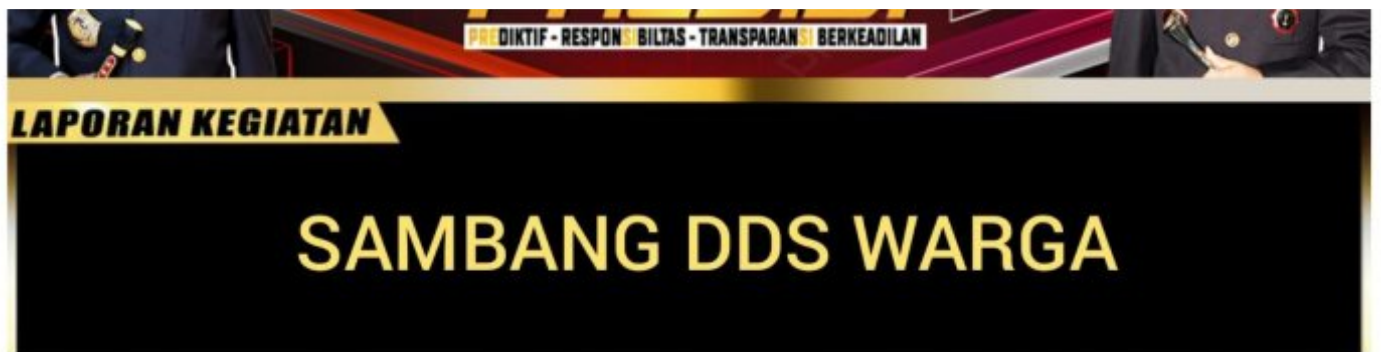 PREDIKTIF - RESPONSIBILTAS - TRANSPARANSI BERKEADILAN
LAPORAN KEGIATAN
SAMBANG DDS WARGA